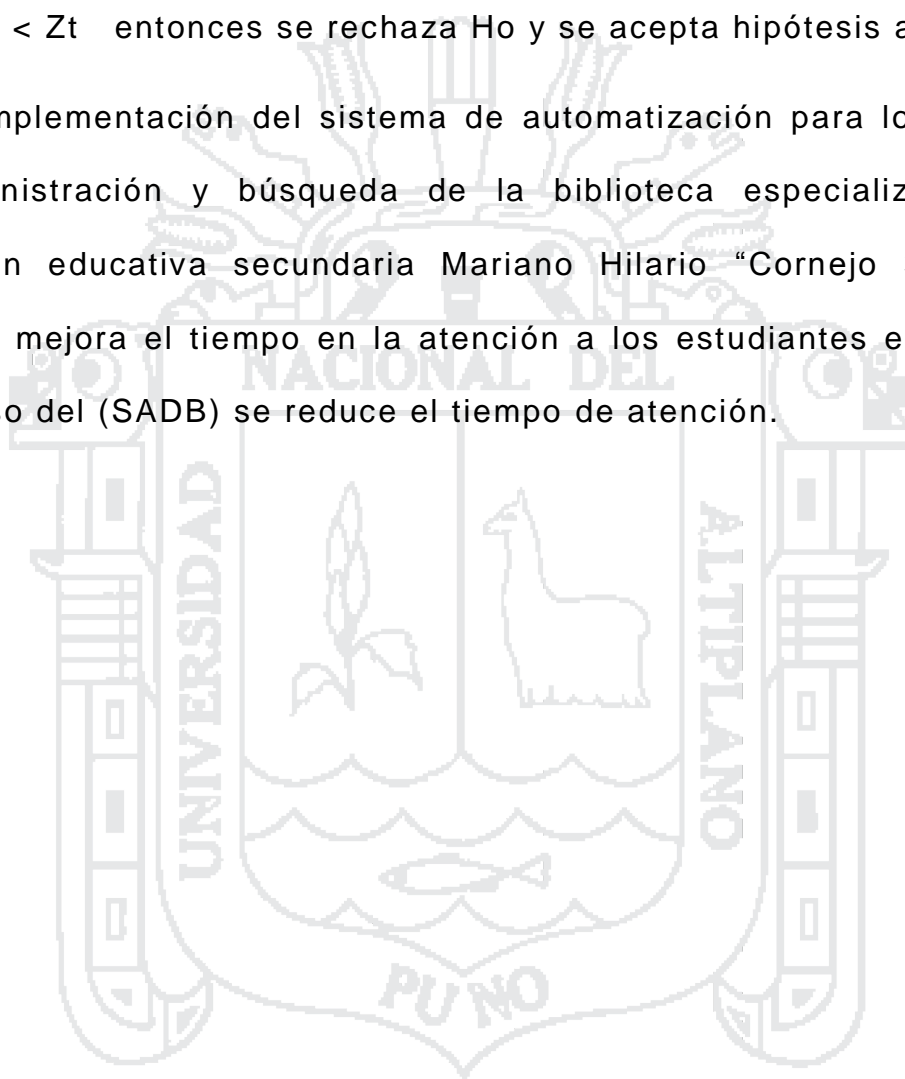 < Zt entonces se rechaza Ho y se acepta hipótesis a
mplementación del sistema de automatización para lo
nistración y búsqueda de la biblioteca especializ
n educativa secundaria Mariano Hilario “Cornejo
mejora el tiempo en la atención a los estudiantes e
so del (SADB) se reduce el tiempo de atención.
NACIONAL DEL
UNIVERSIDAD
ALTIPLANO
PUNO